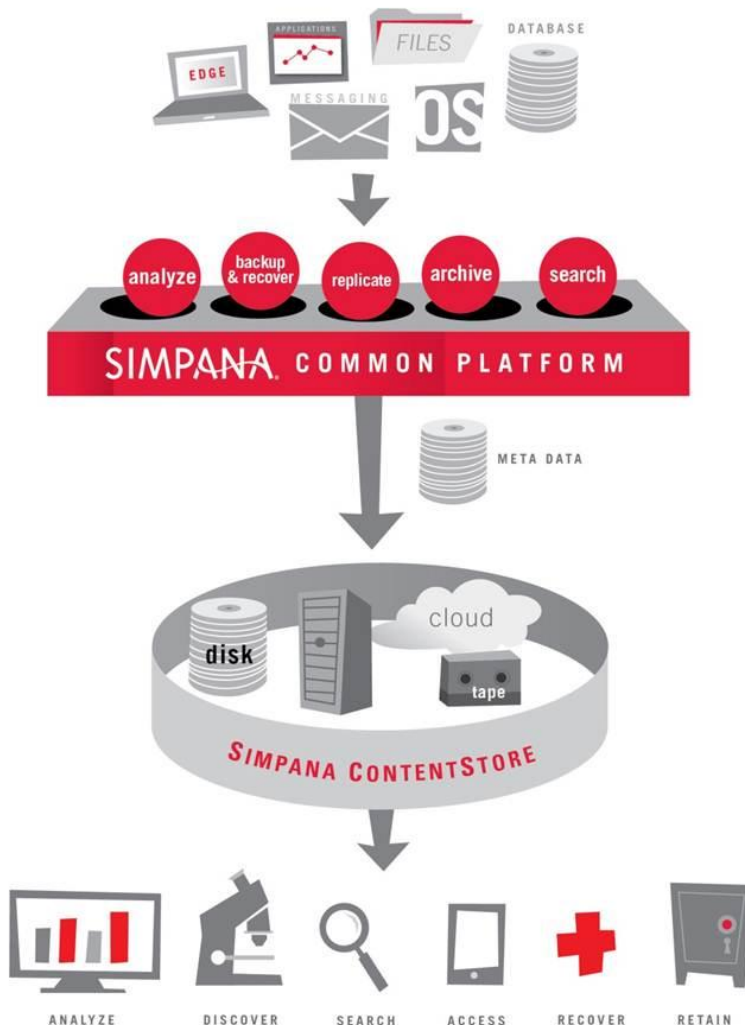 APPLICATIONS
FILES
DATABASE
EDGE
MESSAGING
OS
analyze
backup
& recover
replicate
archive
search
SIMPANA. COMMON PLATFORM
META DATA
cloud
disk
tape
SIMPANA CONTENTSTORE
ANALYZE
DISCOVER
SEARCH
ACCESS
RECOVER
RETAIN